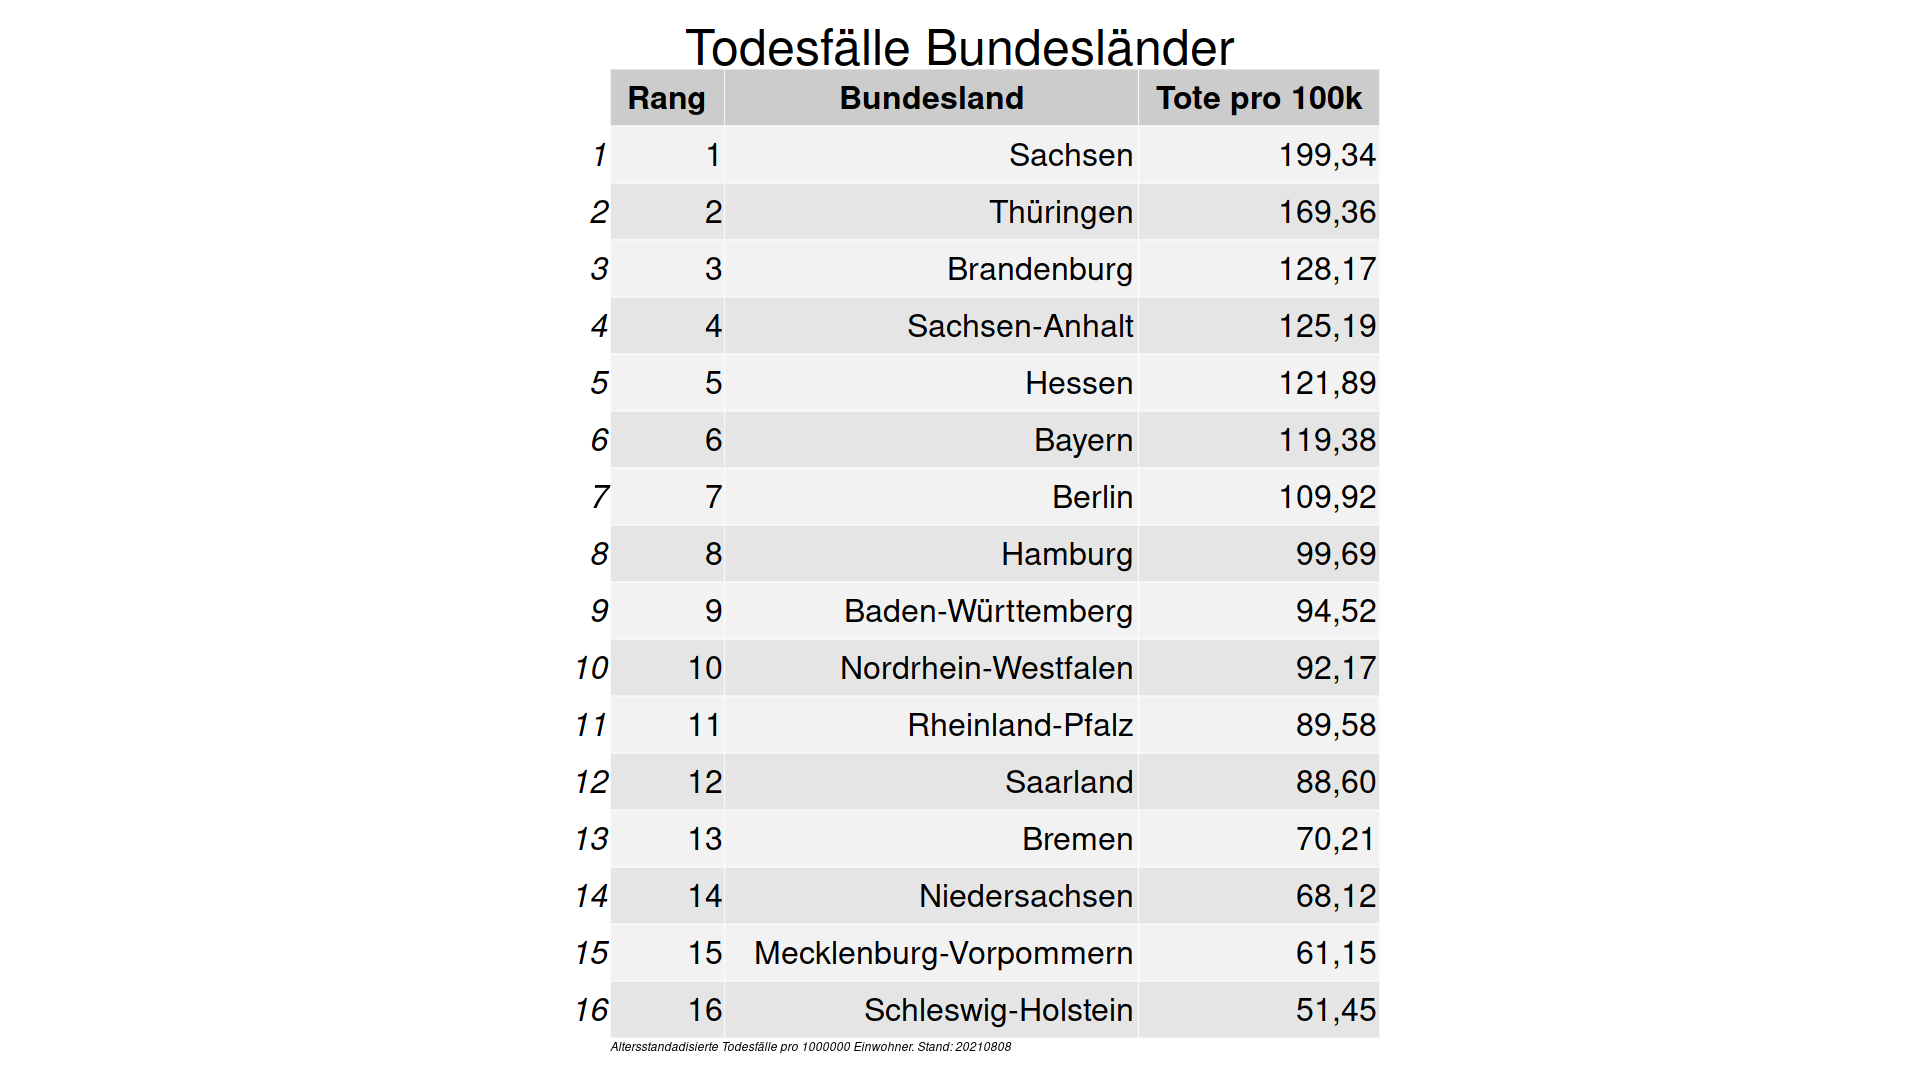 Todesfälle Bundesländer
Rang Bundesland Tote pro 100k
1 1 Sachsen 199,34
2 2 Thüringen 169,36
3 3 Brandenburg 128,17
4 4 Sachsen-Anhalt 125,19
5 5 Hessen 121,89
6 6 Bayern 119,38
7 7 Berlin 109,92
8 8 Hamburg 99,69
9 9 Baden-Württemberg 94,52
10 10 Nordrhein-Westfalen 92,17
11 11 Rheinland-Pfalz 89,58
12 12 Saarland 88,60
13 13 Bremen 70,21
14 14 Niedersachsen 68,12
15 15 Mecklenburg-Vorpommern 61,15
16 16 Schleswig-Holstein 51,45
Altersstandadisierte Todesfälle pro 1000000 Einwohner. Stand: 20210808